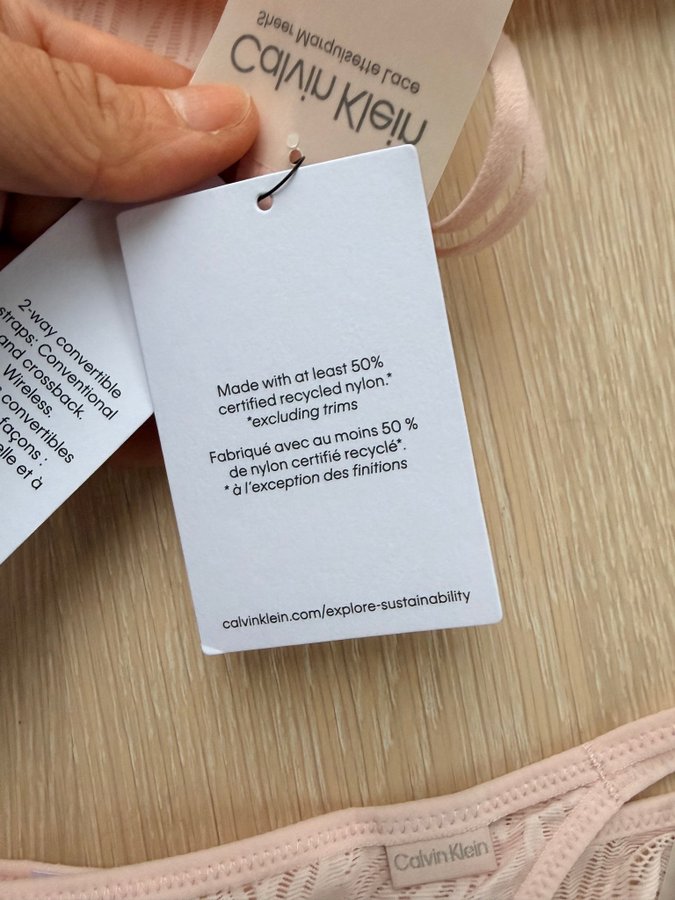 Sheer Marquisette Lace
Calvin Klein
2-way convertible
straps: Conventional
and crossback.
Wireless.
convertibles
façons :
elle et à
Made with at least 50%
certified recycled nylon.*
*excluding trims
Fabriqué avec au moins 50 %
de nylon certifié recyclé*.
* à l'exception des finitions
calvinklein.com/explore-sustainability
Calvin Klein